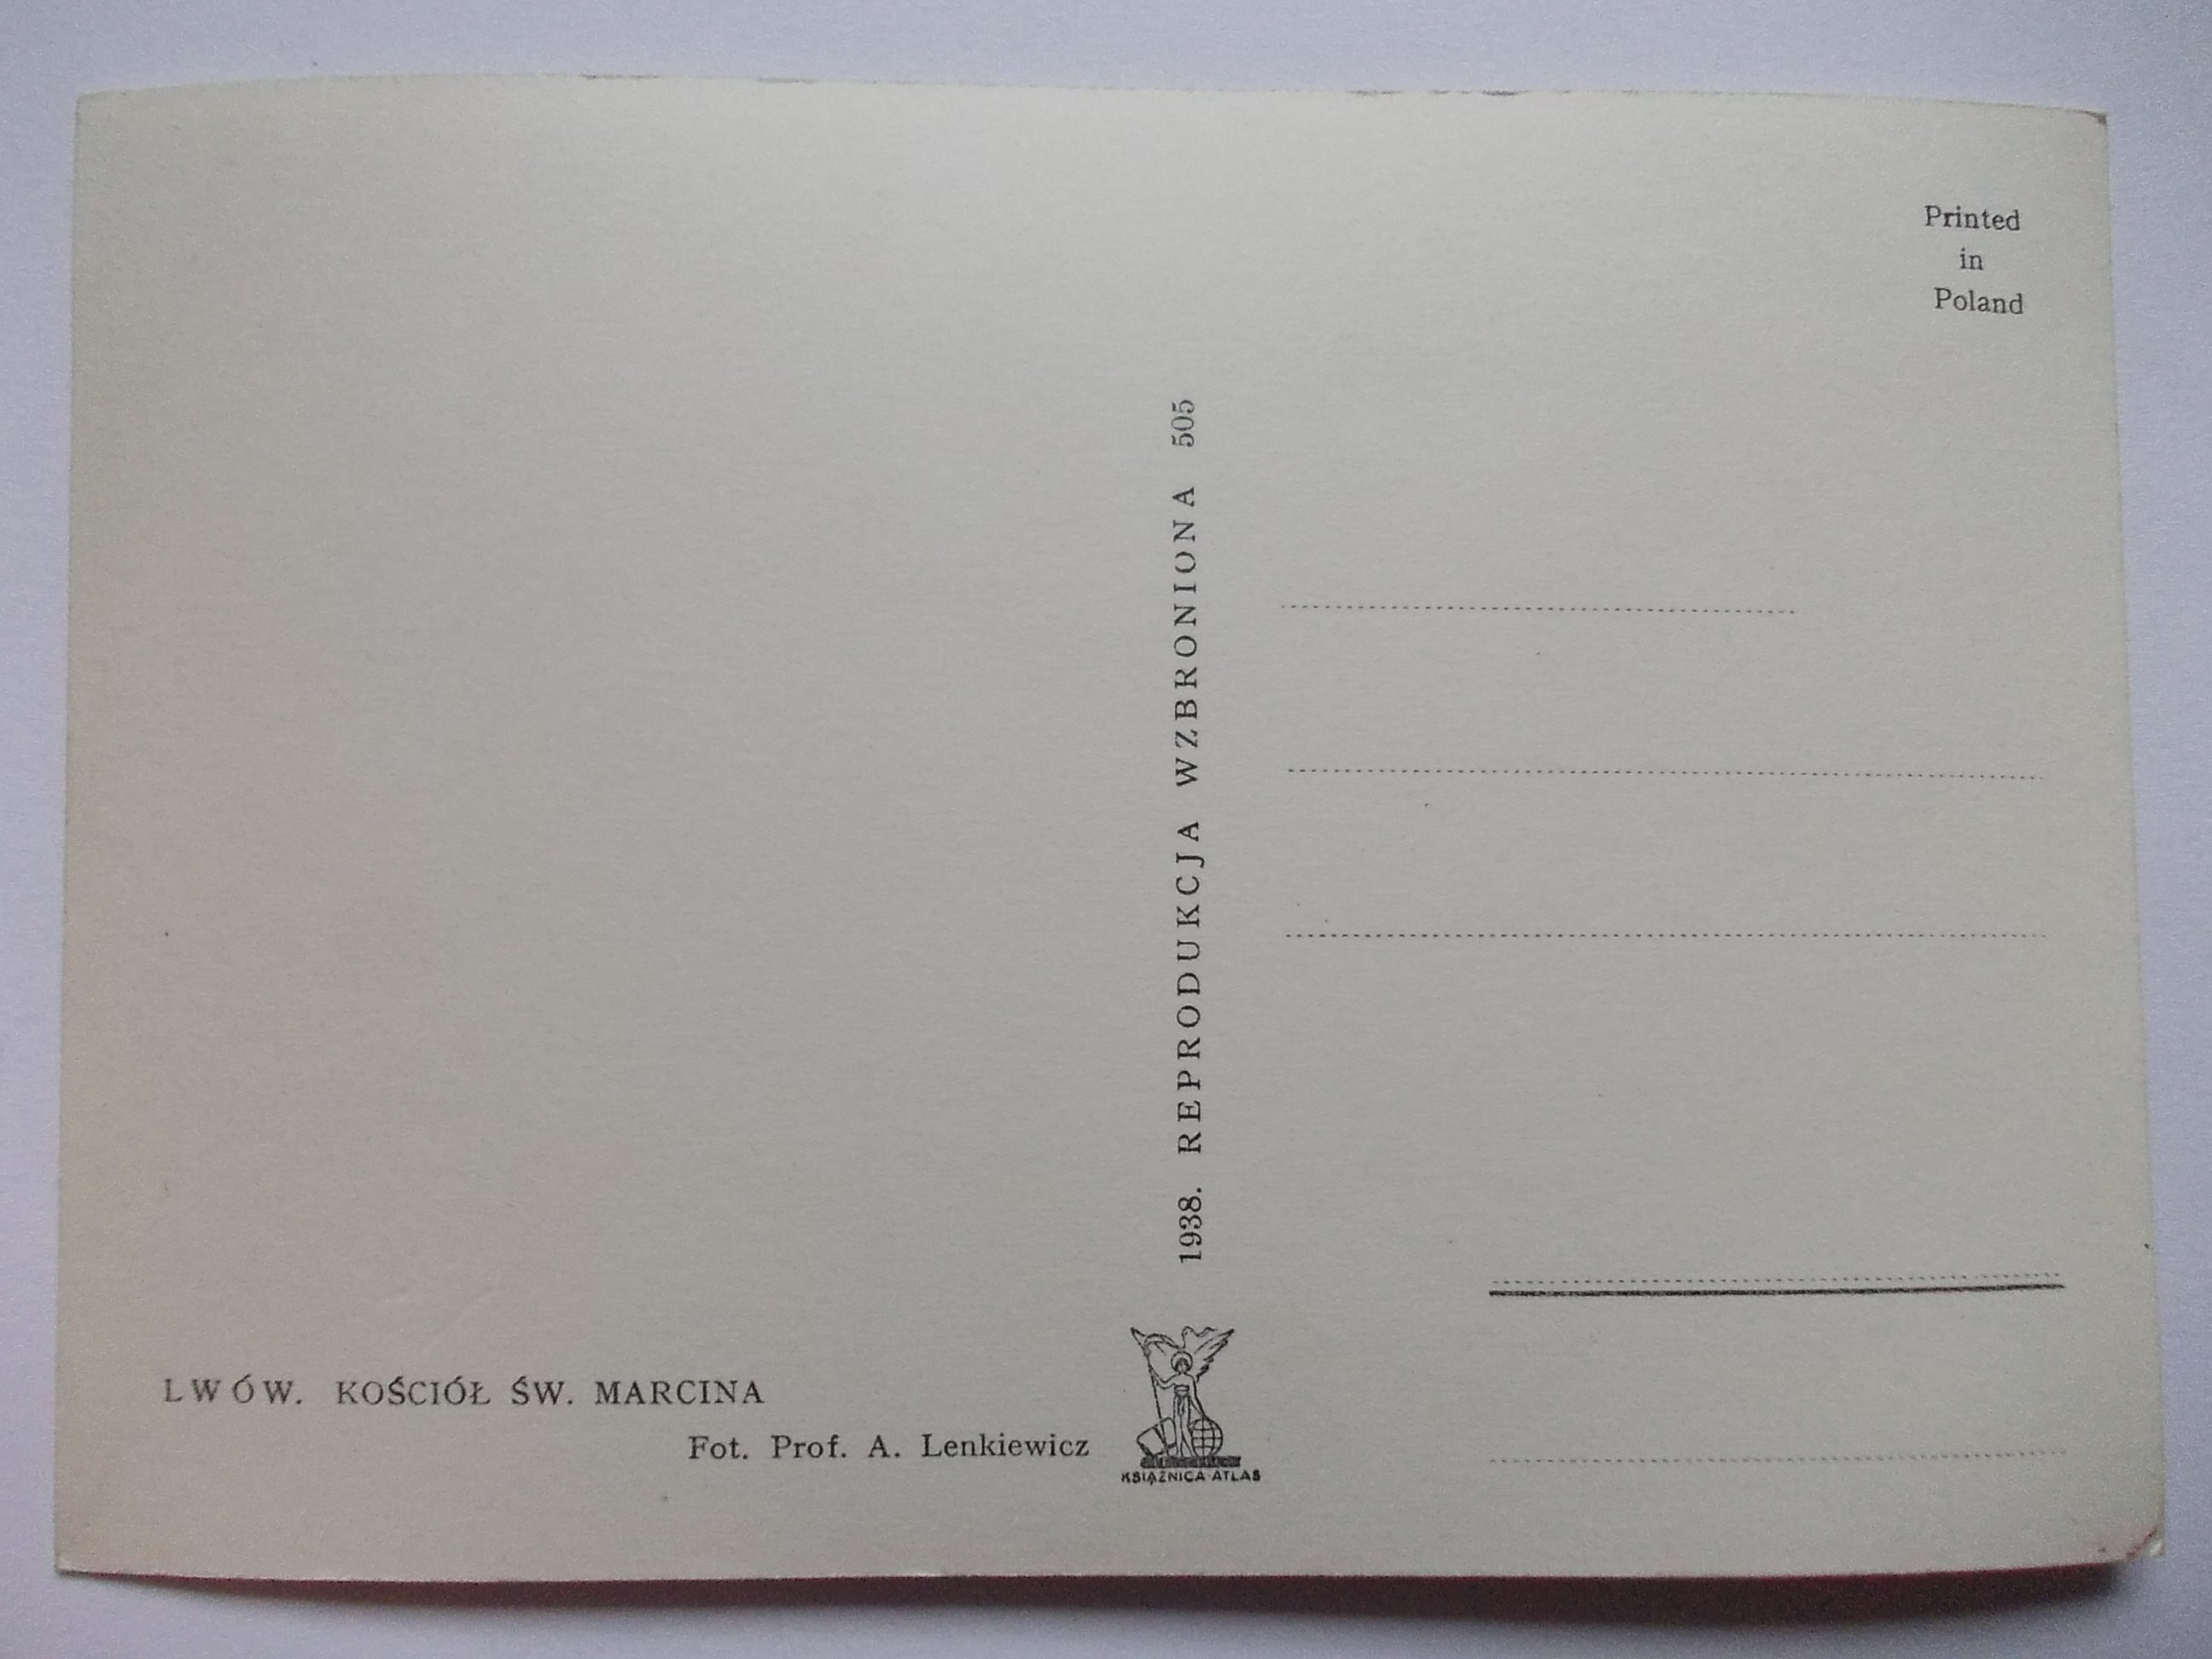 Printed
in
Poland
1938. REPRODUKCJA WZBRONIONA 505
LWÓW. KOŚCIÓŁ ŚW. MARCINA
Fot. Prof. A. Lenkiewicz
KSIĄŻNICA-ATLAS